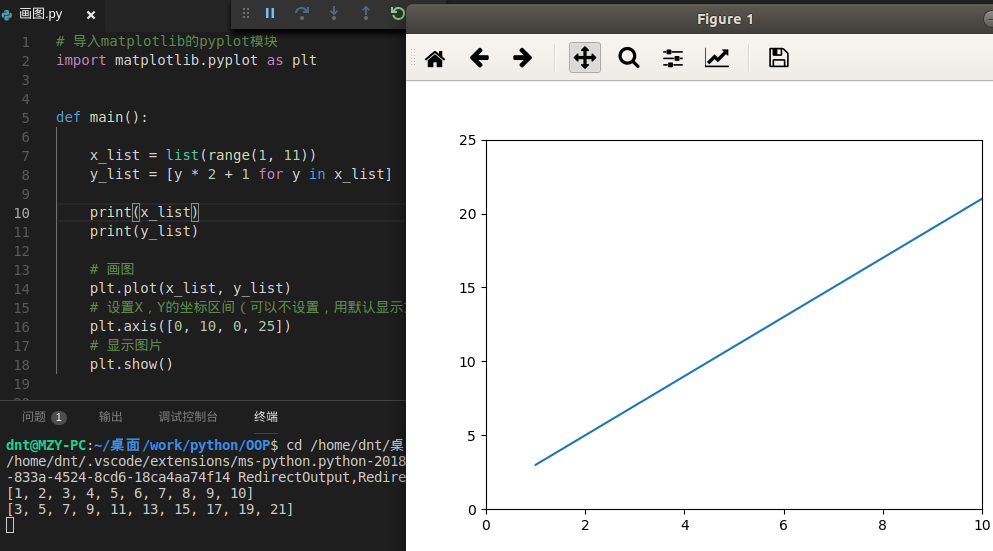 画图.py
1 # 导入matplotlib的pyplot模块
2 import matplotlib.pyplot as plt
3
4
5 def main():
6
7 x_list = list(range(1, 11))
8 y_list = [y * 2 + 1 for y in x_list]
9
10 print(x_list)
11 print(y_list)
12
13 # 画图
14 plt.plot(x_list, y_list)
15 # 设置X，Y的坐标区间（可以不设置，用默认显示
16 plt.axis([0, 10, 0, 25])
17 # 显示图片
18 plt.show()
19
问题 1 输出 调试控制台 终端
dnt@MZY-PC:~/桌面/work/python/OOP$ cd /home/dnt/桌
/home/dnt/.vscode/extensions/ms-python.python-2018
-833a-4524-8cd6-18ca4aa74f14 RedirectOutput,Redire
[1, 2, 3, 4, 5, 6, 7, 8, 9, 10]
[3, 5, 7, 9, 11, 13, 15, 17, 19, 21]
Figure 1
25
20
15
10
5
0
0 2 4 6 8 10